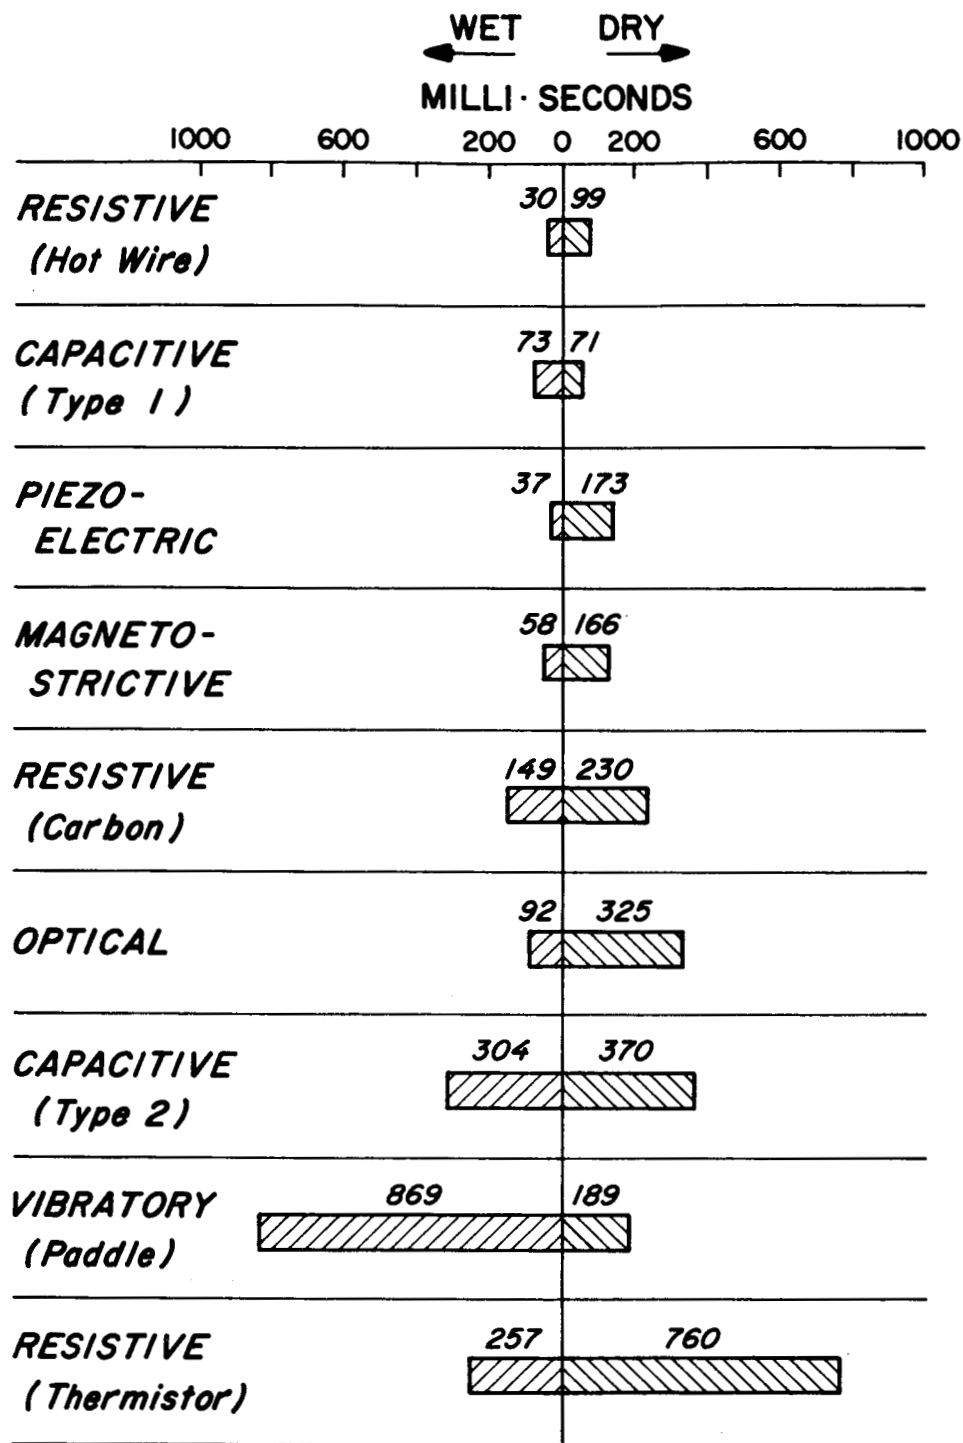 WET DRY
MILLI · SECONDS
1000 600 200 0 200 600 1000
RESISTIVE
(Hot Wire)
30 99
CAPACITIVE
(Type 1)
73 71
PIEZO-
ELECTRIC
37 173
MAGNETO-
STRICTIVE
58 166
RESISTIVE
(Carbon)
149 230
OPTICAL
92 325
CAPACITIVE
(Type 2)
304 370
VIBRATORY
(Paddle)
869 189
RESISTIVE
(Thermistor)
257 760